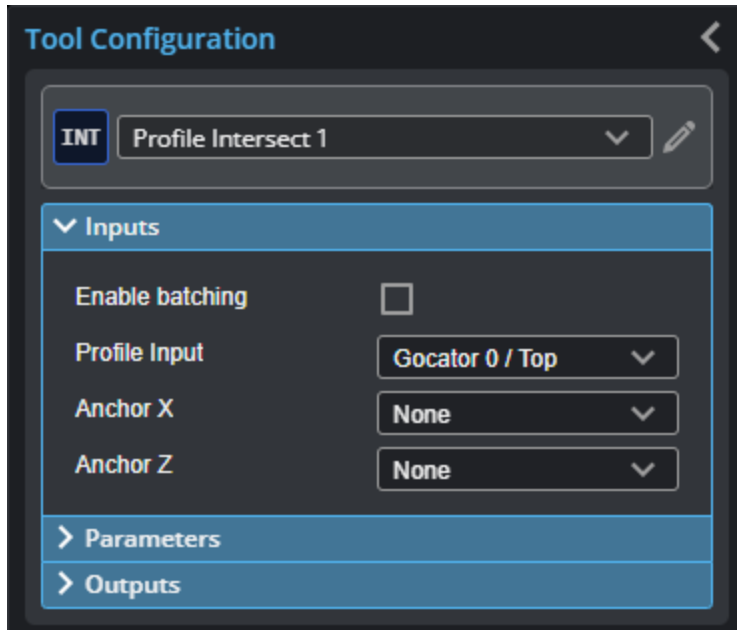 Tool Configuration
INT Profile Intersect 1
Inputs
Enable batching
Profile Input Gocator 0 / Top
Anchor X None
Anchor Z None
Parameters
Outputs